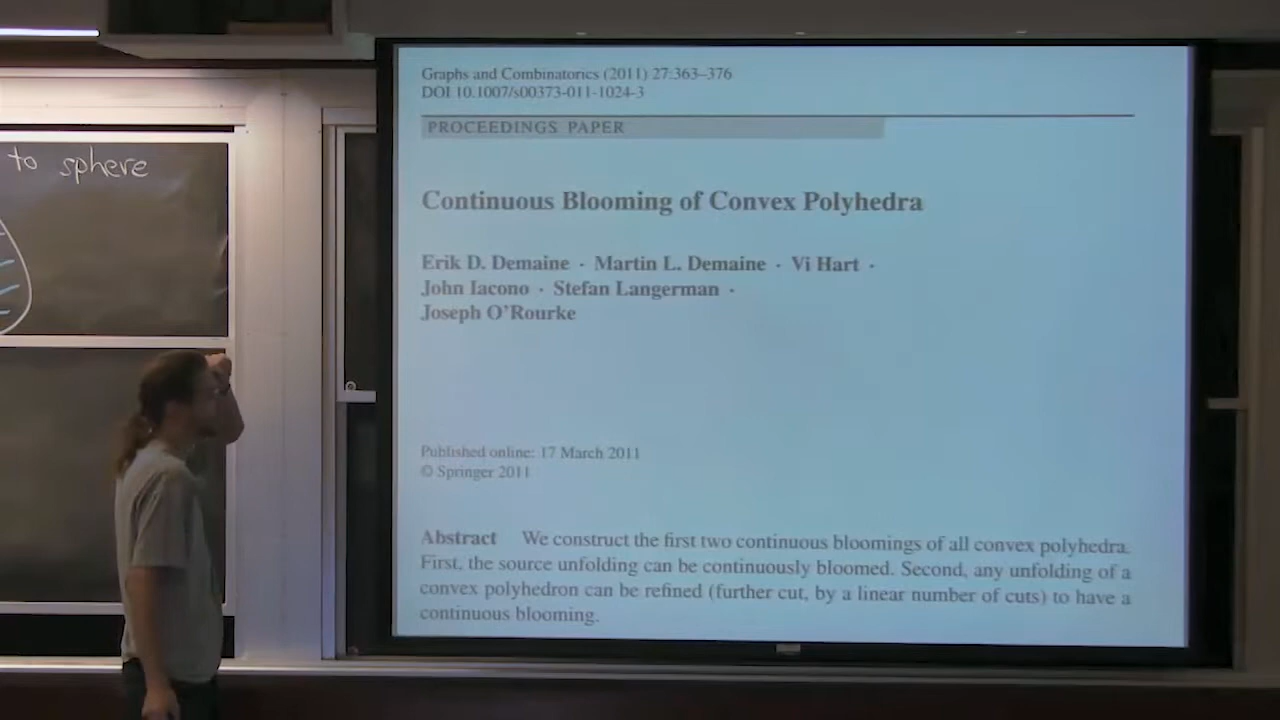 to sphere
Graphs and Combinatorics (2011) 27:363–376
DOI 10.1007/s00373-011-1024-3
PROCEEDINGS PAPER
Continuous Blooming of Convex Polyhedra
Erik D. Demaine · Martin L. Demaine · Vi Hart ·
John Iacono · Stefan Langerman ·
Joseph O'Rourke
Published online: 17 March 2011
© Springer 2011
Abstract We construct the first two continuous bloomings of all convex polyhedra.
First, the source unfolding can be continuously bloomed. Second, any unfolding of a
convex polyhedron can be refined (further cut, by a linear number of cuts) to have a
continuous blooming.